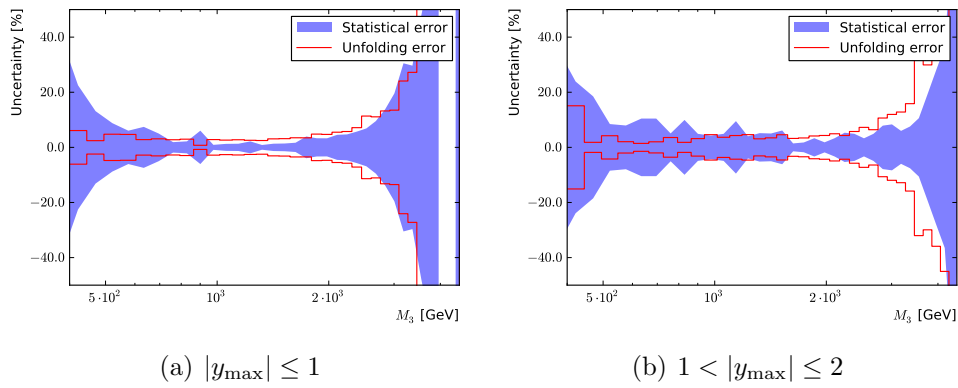 Uncertainty [%]
40.0
20.0
0.0
−20.0
−40.0
Statistical error
Unfolding error
5·10²
10³
2·10³
M₃ [GeV]
(a) |y_max| ≤ 1
Uncertainty [%]
40.0
20.0
0.0
−20.0
−40.0
Statistical error
Unfolding error
5·10²
10³
2·10³
M₃ [GeV]
(b) 1 < |y_max| ≤ 2